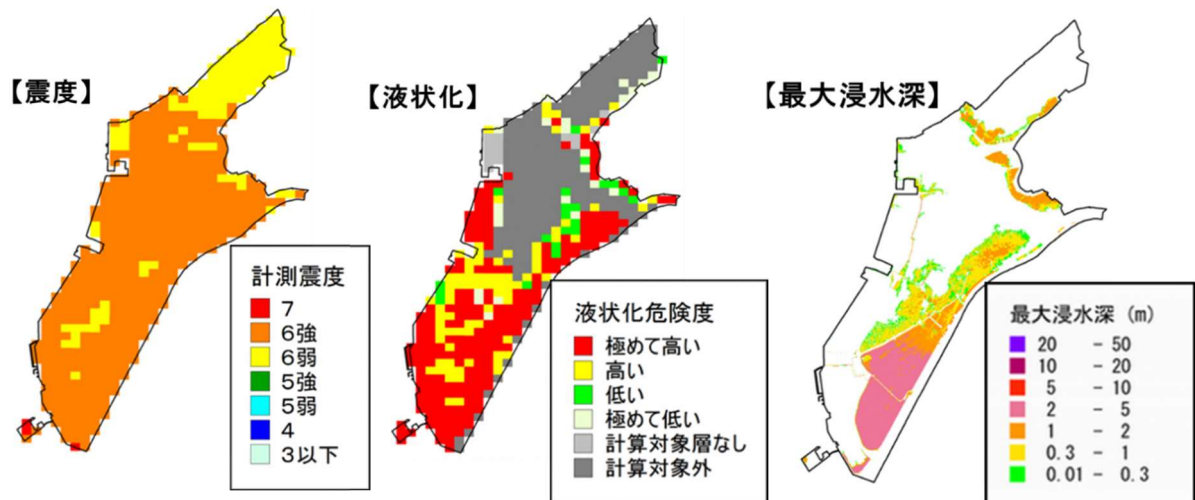 【震度】
計測震度
7
6強
6弱
5強
5弱
4
3以下
【液状化】
液状化危険度
極めて高い
高い
低い
極めて低い
計算対象層なし
計算対象外
【最大浸水深】
最大浸水深 (m)
20 - 50
10 - 20
5 - 10
2 - 5
1 - 2
0.3 - 1
0.01 - 0.3